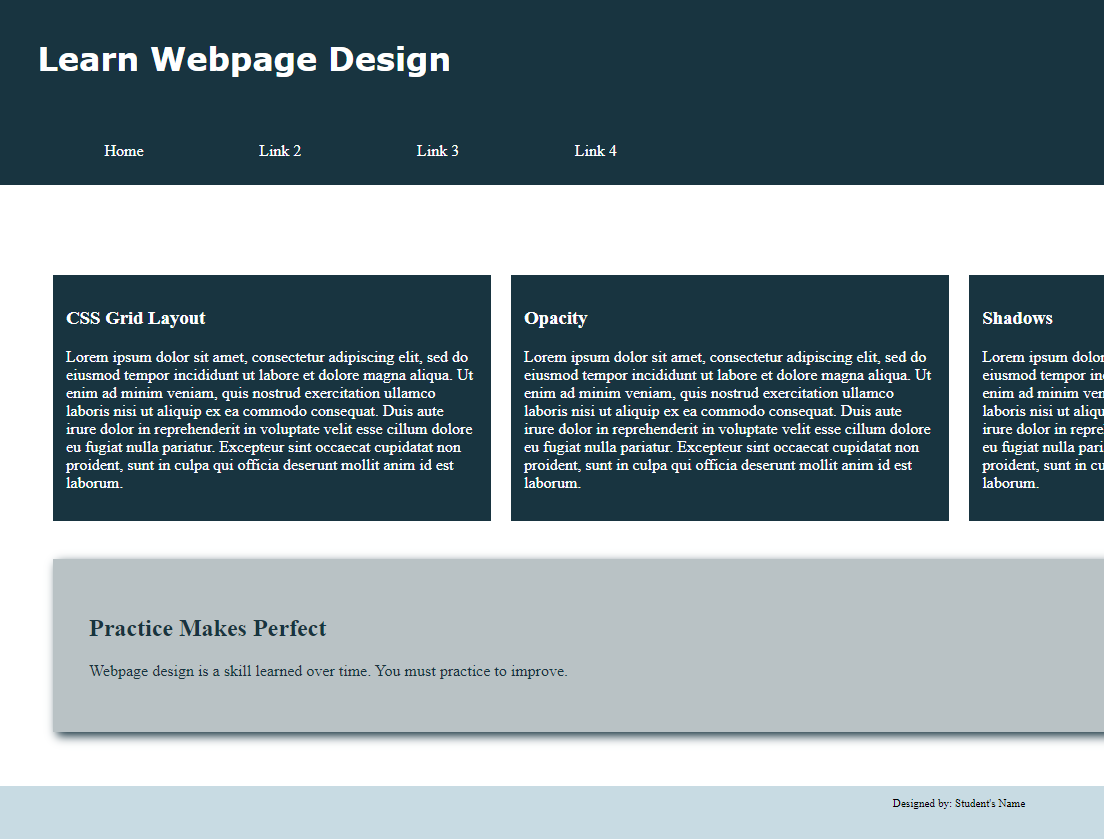 Learn Webpage Design
Home Link 2 Link 3 Link 4
CSS Grid Layout
Lorem ipsum dolor sit amet, consectetur adipiscing elit, sed do
eiusmod tempor incididunt ut labore et dolore magna aliqua. Ut
enim ad minim veniam, quis nostrud exercitation ullamco
laboris nisi ut aliquip ex ea commodo consequat. Duis aute
irure dolor in reprehenderit in voluptate velit esse cillum dolore
eu fugiat nulla pariatur. Excepteur sint occaecat cupidatat non
proident, sunt in culpa qui officia deserunt mollit anim id est
laborum.
Opacity
Lorem ipsum dolor sit amet, consectetur adipiscing elit, sed do
eiusmod tempor incididunt ut labore et dolore magna aliqua. Ut
enim ad minim veniam, quis nostrud exercitation ullamco
laboris nisi ut aliquip ex ea commodo consequat. Duis aute
irure dolor in reprehenderit in voluptate velit esse cillum dolore
eu fugiat nulla pariatur. Excepteur sint occaecat cupidatat non
proident, sunt in culpa qui officia deserunt mollit anim id est
laborum.
Shadows
Lorem ipsum dolor
eiusmod tempor in
enim ad minim ven
laboris nisi ut aliqu
irure dolor in repre
eu fugiat nulla pari
proident, sunt in cu
laborum.
Practice Makes Perfect
Webpage design is a skill learned over time. You must practice to improve.
Designed by: Student's Name